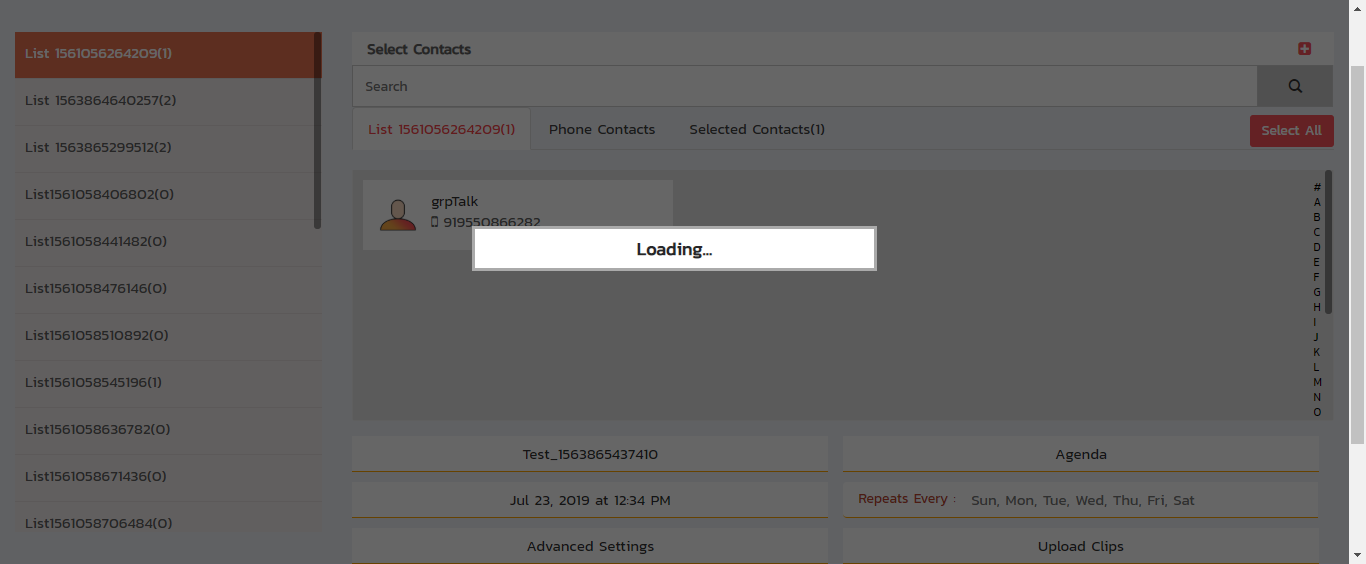 List 1561056264209(1)
List 1563864640257(2)
List 1563865299512(2)
List1561058406802(0)
List1561058441482(0)
List1561058476146(0)
List1561058510892(0)
List1561058545196(1)
List1561058636782(0)
List1561058671436(0)
List1561058706484(0)
Select Contacts
Search
List 1561056264209(1) Phone Contacts Selected Contacts(1) Select All
grpTalk
919550866282
Loading...
#
A
B
C
D
E
F
G
H
I
J
K
L
M
N
O
Test_1563865437410 Agenda
Jul 23, 2019 at 12:34 PM Repeats Every : Sun, Mon, Tue, Wed, Thu, Fri, Sat
Advanced Settings Upload Clips